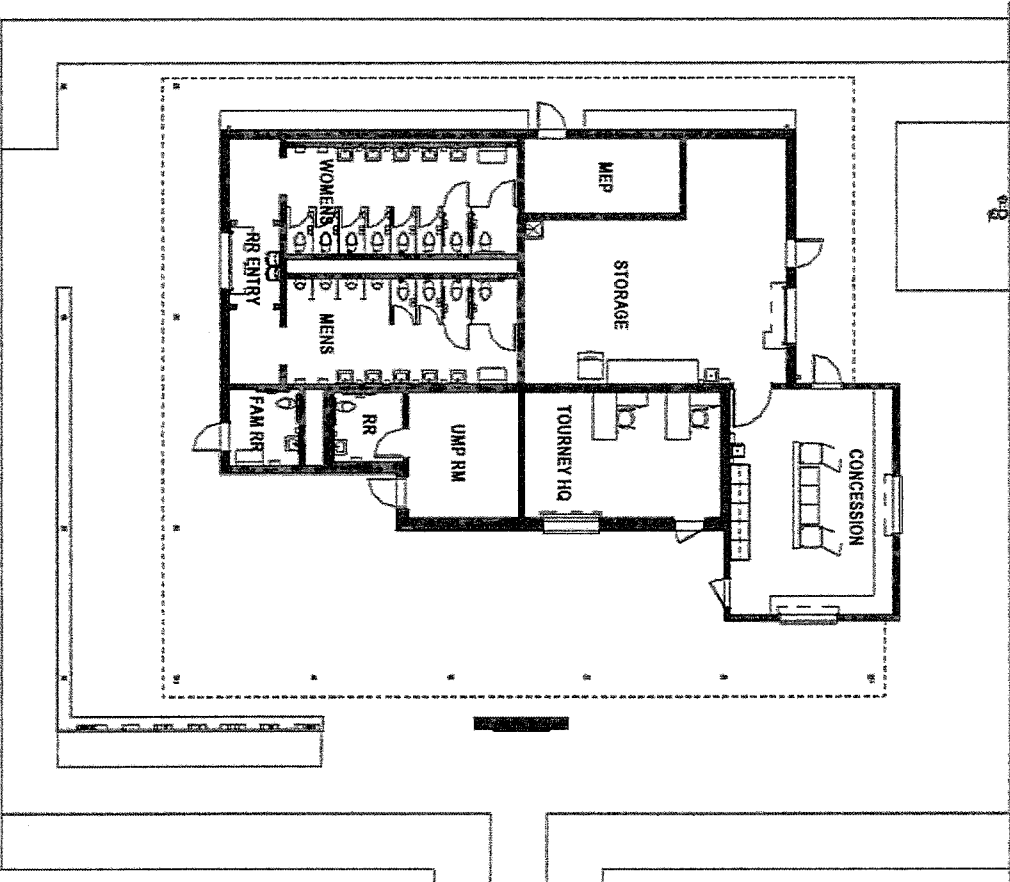 WOMENS
MEP
RR ENTRY
STORAGE
MENS
FAM RR
RR
UMP RM
TOURNEY HQ
CONCESSION